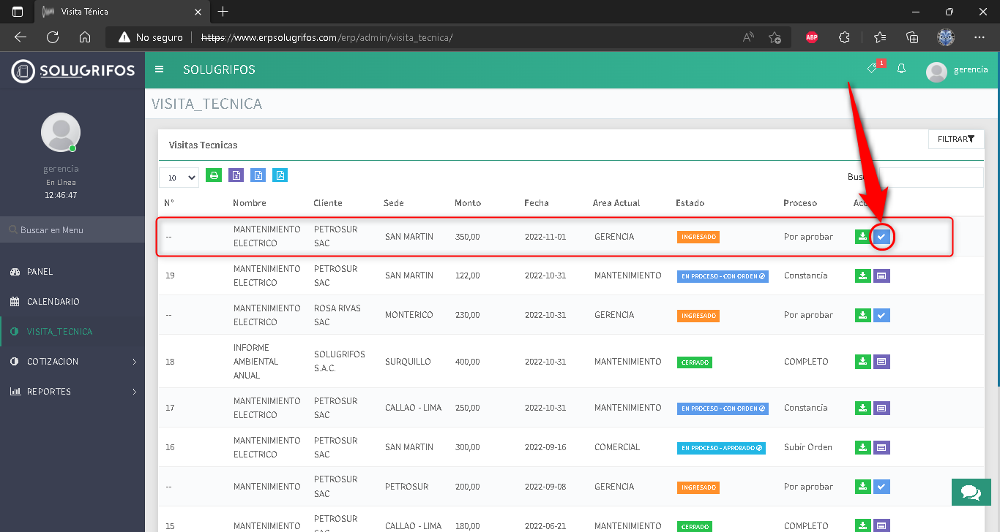 Visita Ténica
No seguro
https://www.erpsolugrifos.com/erp/admin/visita_tecnica/
ABP
SOLUGRIFOS
SOLUGRIFOS
1
gerencia
gerencia
En Linea
12:46:47
Buscar en Menu
PANEL
CALENDARIO
VISITA_TECNICA
COTIZACION
REPORTES
VISITA_TECNICA
Visitas Tecnicas
FILTRAR
10
Bus
N° Nombre Cliente Sede Monto Fecha Area Actual Estado Proceso Acc
-- MANTENIMIENTO ELECTRICO PETROSUR SAC SAN MARTIN 350,00 2022-11-01 GERENCIA INGRESADO Por aprobar
19 MANTENIMIENTO ELECTRICO PETROSUR SAC SAN MARTIN 122,00 2022-10-31 MANTENIMIENTO EN PROCESO - CON ORDEN Constancia
-- MANTENIMIENTO ELECTRICO ROSA RIVAS SAC MONTERICO 230,00 2022-10-31 GERENCIA INGRESADO Por aprobar
18 INFORME AMBIENTAL ANUAL SOLUGRIFOS S.A.C. SURQUILLO 400,00 2022-10-31 MANTENIMIENTO CERRADO COMPLETO
17 MANTENIMIENTO ELECTRICO PETROSUR SAC CALLAO - LIMA 250,00 2022-10-31 MANTENIMIENTO EN PROCESO - CON ORDEN Constancia
16 MANTENIMIENTO ELECTRICO PETROSUR SAC SAN MARTIN 300,00 2022-09-16 COMERCIAL EN PROCESO - APROBADO Subir Orden
-- MANTENIMIENTO PETROSUR SAC PETROSUR 200,00 2022-09-08 GERENCIA INGRESADO Por aprobar
15 MANTENIMIENTO PETROSUR CALLAO - LIMA 180,00 2022-06-21 MANTENIMIENTO CERRADO COMPLETO